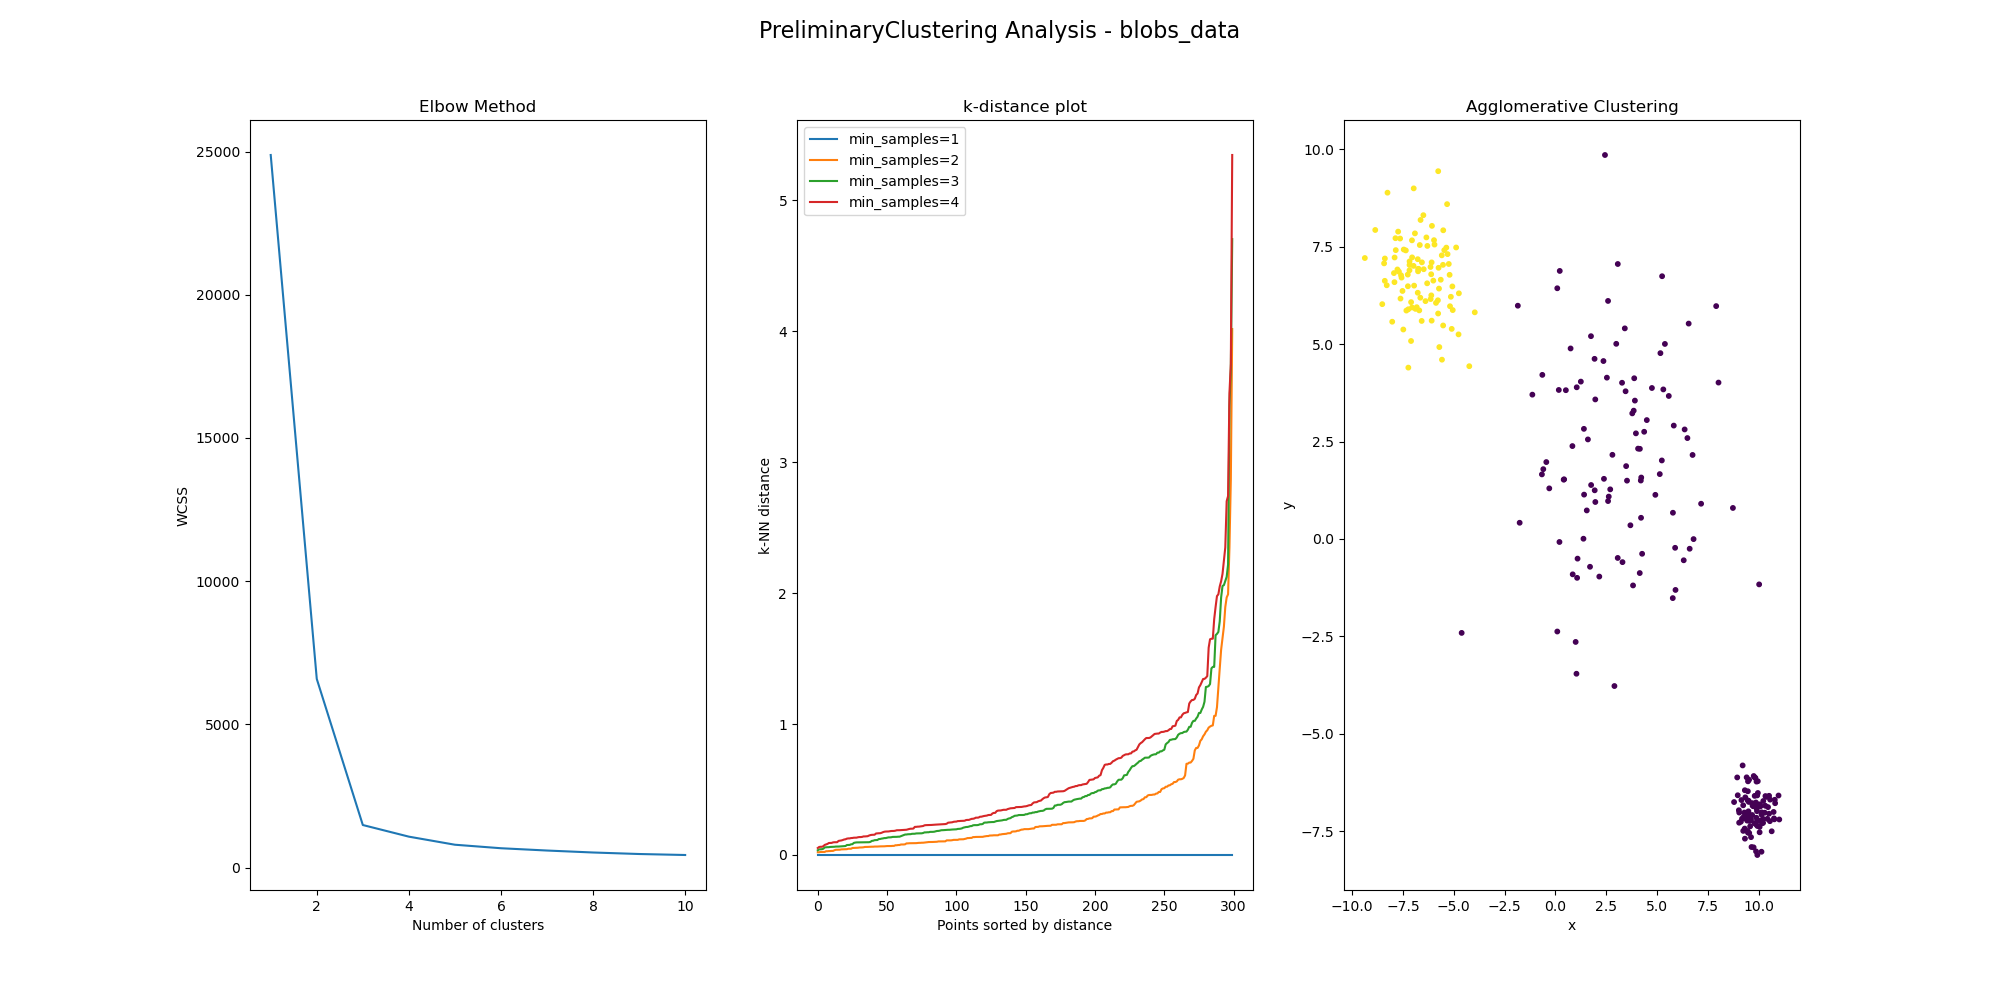 PreliminaryClustering Analysis - blobs_data
Elbow Method
25000
20000
15000
10000
5000
0
WCSS
2 4 6 8 10
Number of clusters
k-distance plot
min_samples=1
min_samples=2
min_samples=3
min_samples=4
5
4
3
2
1
0
k-NN distance
0 50 100 150 200 250 300
Points sorted by distance
Agglomerative Clustering
10.0
7.5
5.0
2.5
0.0
−2.5
−5.0
−7.5
y
−10.0 −7.5 −5.0 −2.5 0.0 2.5 5.0 7.5 10.0
x